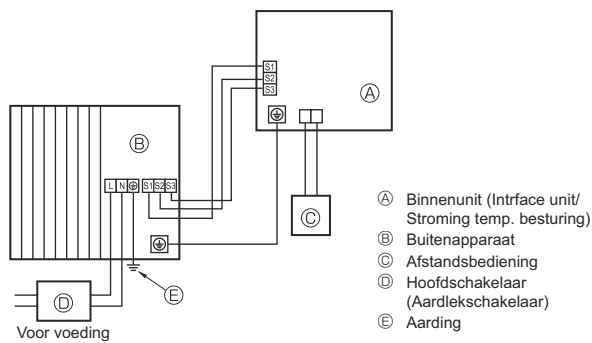 S1
S2
S3
Ⓐ
Ⓑ
L N S1 S2 S3
Ⓒ
Ⓓ
Ⓔ
Voor voeding
Ⓐ Binnenunit (Intrface unit/
Stroming temp. besturing)
Ⓑ Buitenapparaat
Ⓒ Afstandsbediening
Ⓓ Hoofdschakelaar
(Aardlekschakelaar)
Ⓔ Aarding